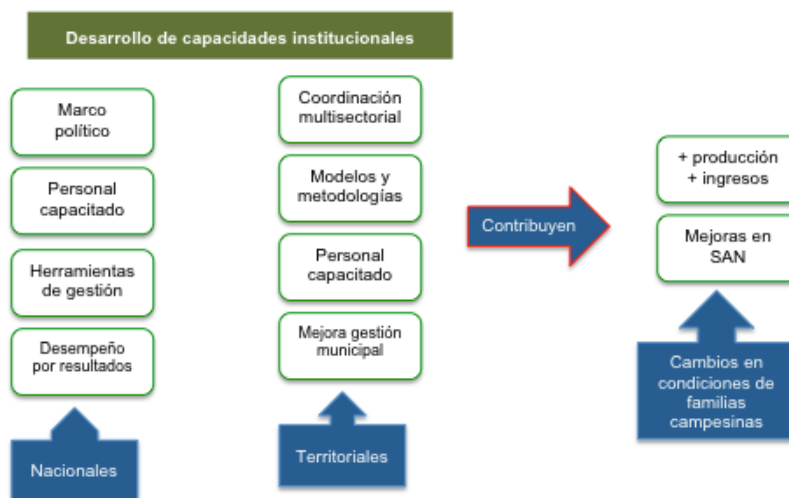 Desarrollo de capacidades institucionales
Marco
político
Personal
capacitado
Herramientas
de gestión
Desempeño
por resultados
Nacionales
Coordinación
multisectorial
Modelos y
metodologías
Personal
capacitado
Mejora gestión
municipal
Territoriales
Contribuyen
+ producción
+ ingresos
Mejoras en
SAN
Cambios en
condiciones de
familias
campesinas